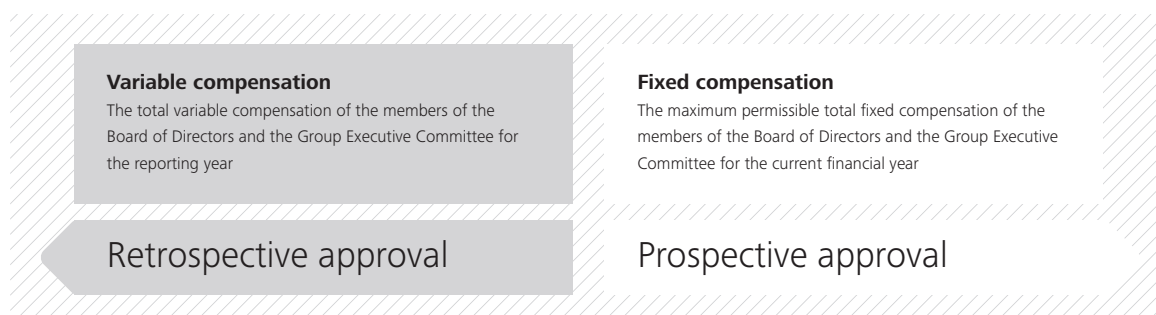 Variable compensation
The total variable compensation of the members of the
Board of Directors and the Group Executive Committee for
the reporting year
Retrospective approval
Fixed compensation
The maximum permissible total fixed compensation of the
members of the Board of Directors and the Group Executive
Committee for the current financial year
Prospective approval